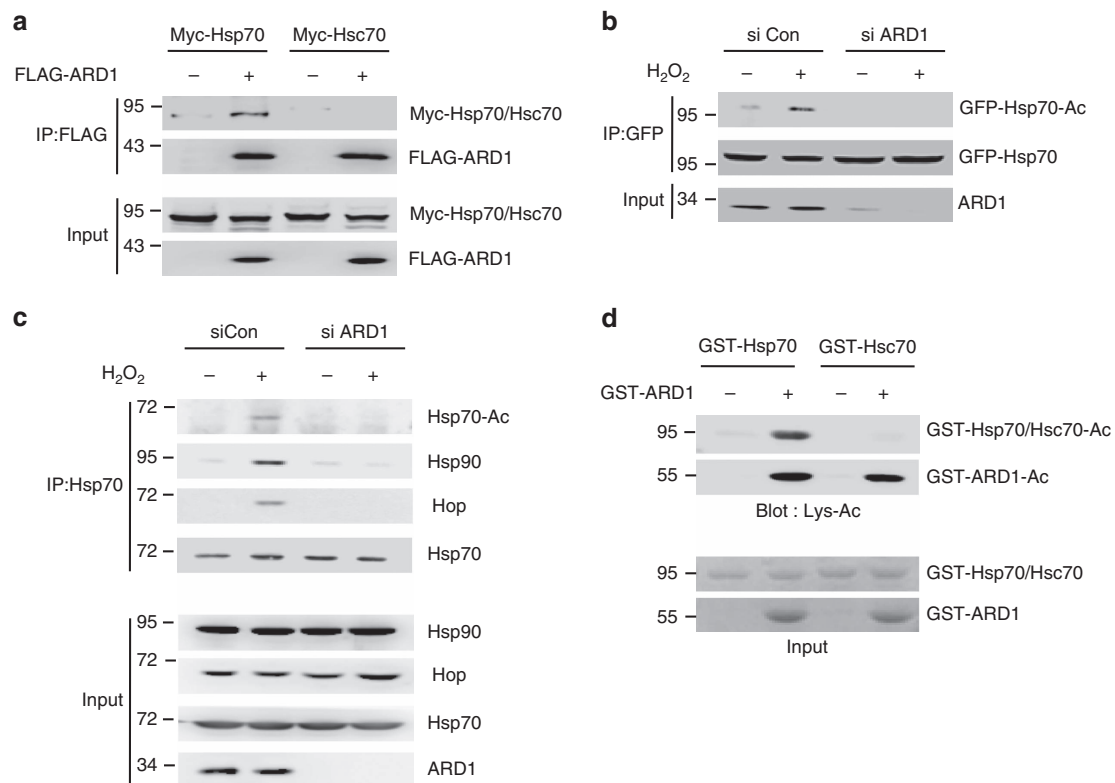 a
Myc-Hsp70 Myc-Hsc70
FLAG-ARD1 – + – +
IP:FLAG
95 Myc-Hsp70/Hsc70
43 FLAG-ARD1
Input
95 Myc-Hsp70/Hsc70
43 FLAG-ARD1
b
si Con si ARD1
H₂O₂ – + – +
IP:GFP
95 GFP-Hsp70-Ac
95 GFP-Hsp70
Input
34 ARD1
c
siCon si ARD1
H₂O₂ – + – +
IP:Hsp70
72 Hsp70-Ac
95 Hsp90
72 Hop
72 Hsp70
Input
95 Hsp90
72 Hop
72 Hsp70
34 ARD1
d
GST-Hsp70 GST-Hsc70
GST-ARD1 – + – +
95 GST-Hsp70/Hsc70-Ac
55 GST-ARD1-Ac
Blot : Lys-Ac
95 GST-Hsp70/Hsc70
55 GST-ARD1
Input